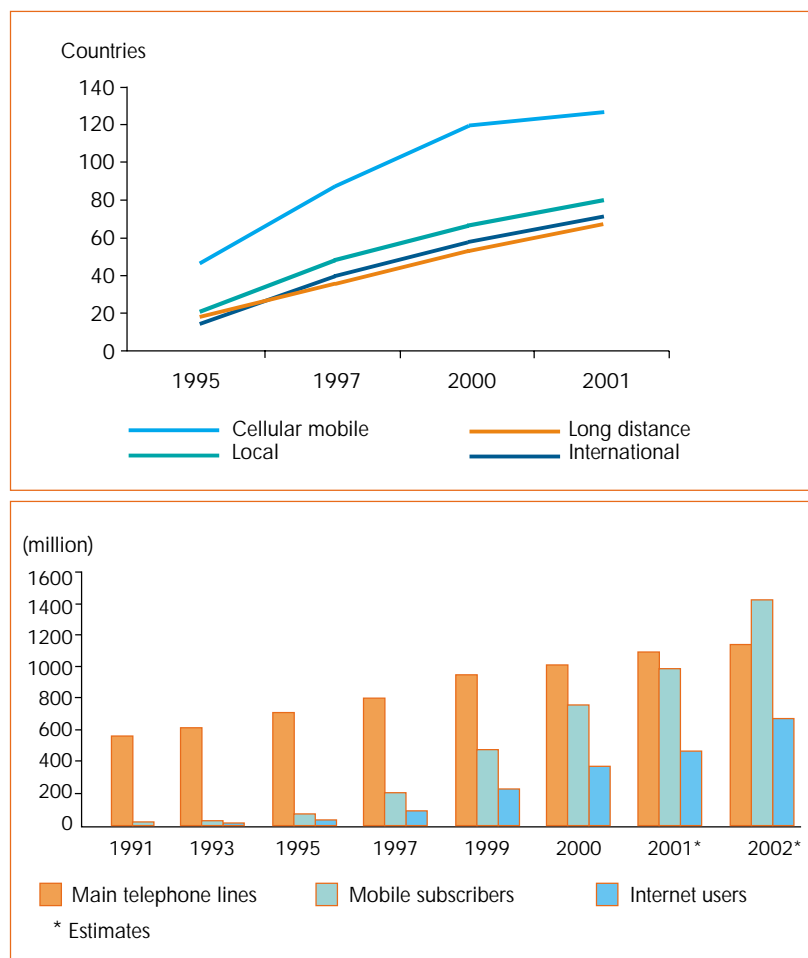 Countries
140
120
100
80
60
40
20
0
1995 1997 2000 2001
Cellular mobile Long distance
Local International
(million)
1600
1400
1200
1000
800
600
400
200
0
1991 1993 1995 1997 1999 2000 2001* 2002*
Main telephone lines Mobile subscribers Internet users
* Estimates